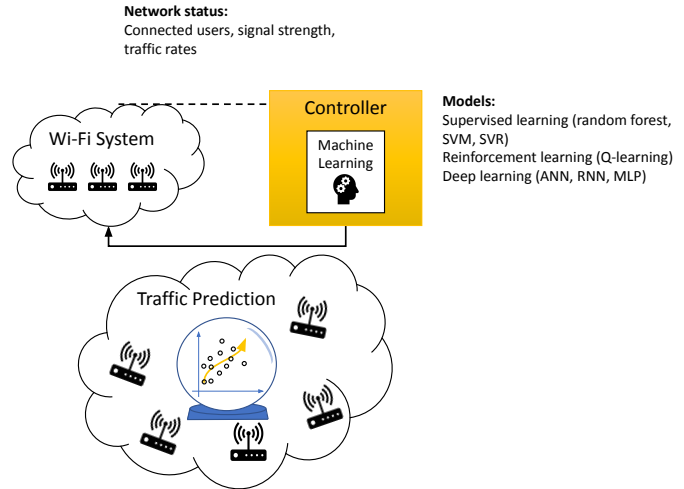 Network status:
Connected users, signal strength,
traffic rates
Controller
Models:
Supervised learning (random forest,
SVM, SVR)
Reinforcement learning (Q-learning)
Deep learning (ANN, RNN, MLP)
Wi-Fi System
Machine
Learning
Traffic Prediction